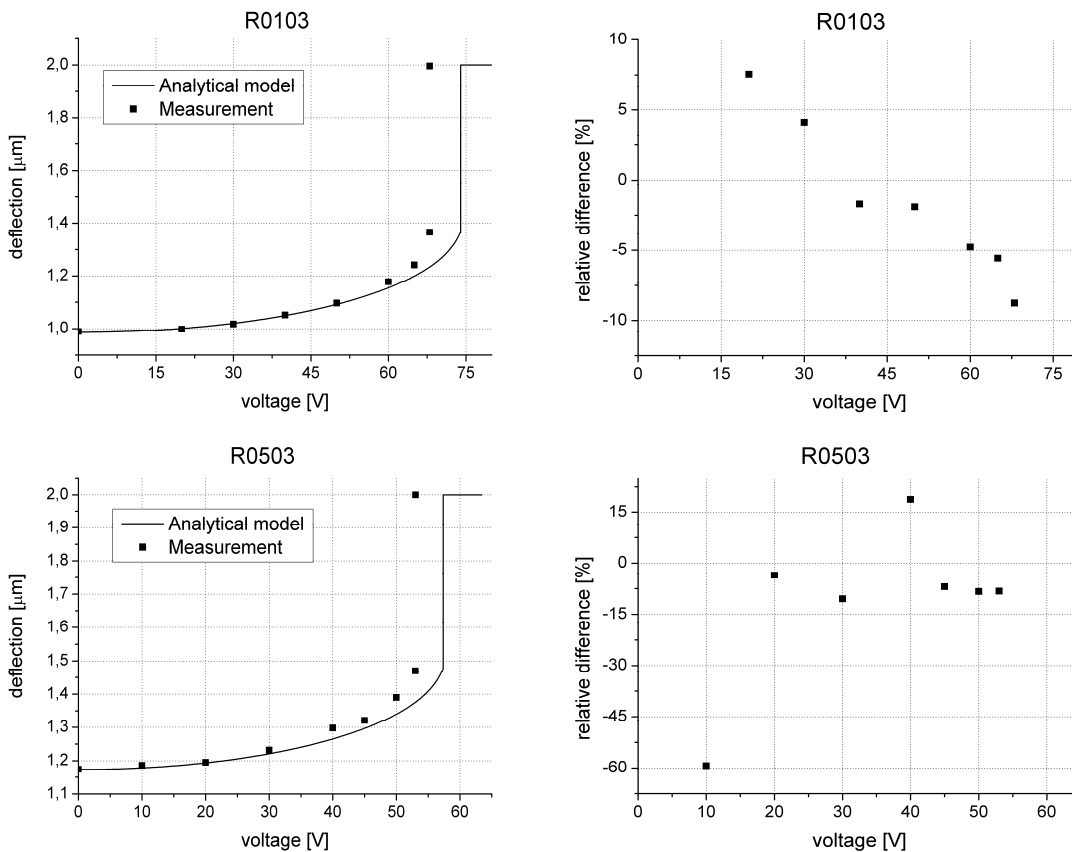 R0103
deflection [μm]
2,0
1,8
1,6
1,4
1,2
1,0
Analytical model
Measurement
0 15 30 45 60 75
voltage [V]
R0103
relative difference [%]
10
5
0
-5
-10
0 15 30 45 60 75
voltage [V]
R0503
deflection [μm]
2,0
1,9
1,8
1,7
1,6
1,5
1,4
1,3
1,2
1,1
Analytical model
Measurement
0 10 20 30 40 50 60
voltage [V]
R0503
relative difference [%]
15
0
-15
-30
-45
-60
0 10 20 30 40 50 60
voltage [V]